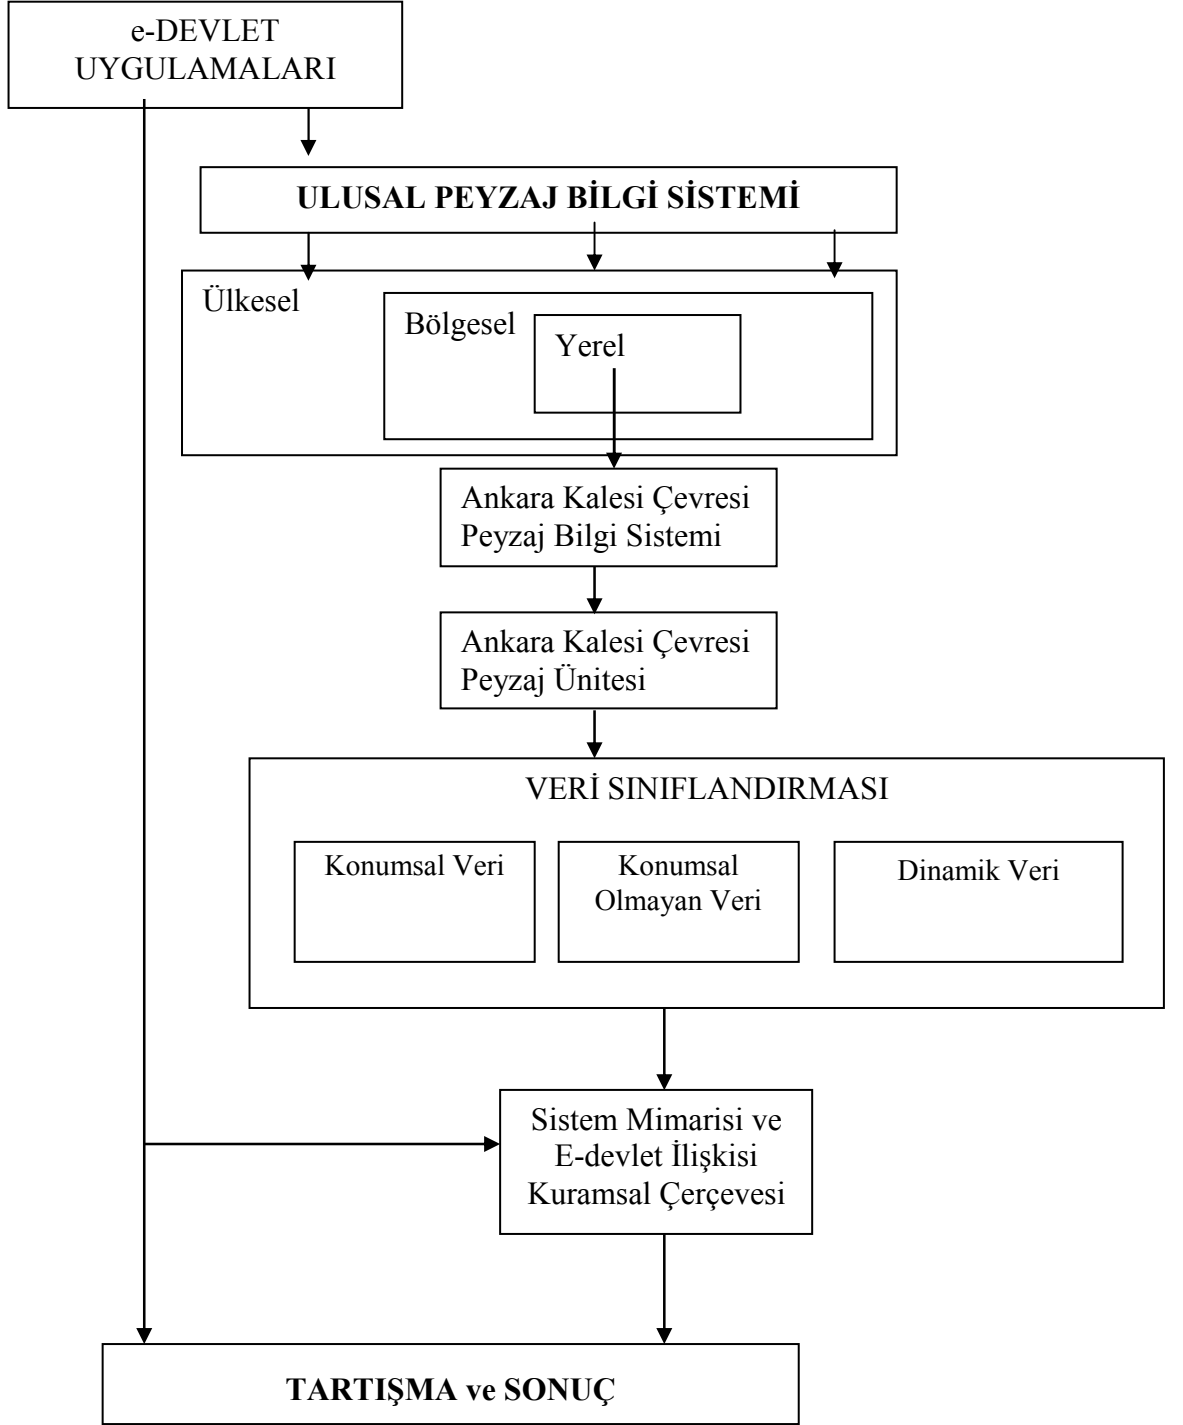 e-DEVLET
UYGULAMALARI
ULUSAL PEYZAJ BİLGİ SİSTEMİ
Ülkesel
Bölgesel
Yerel
Ankara Kalesi Çevresi
Peyzaj Bilgi Sistemi
Ankara Kalesi Çevresi
Peyzaj Ünitesi
VERİ SINIFLANDIRMASI
Konumsal Veri
Konumsal
Olmayan Veri
Dinamik Veri
Sistem Mimarisi ve
E-devlet İlişkisi
Kuramsal Çerçevesi
TARTIŞMA ve SONUÇ